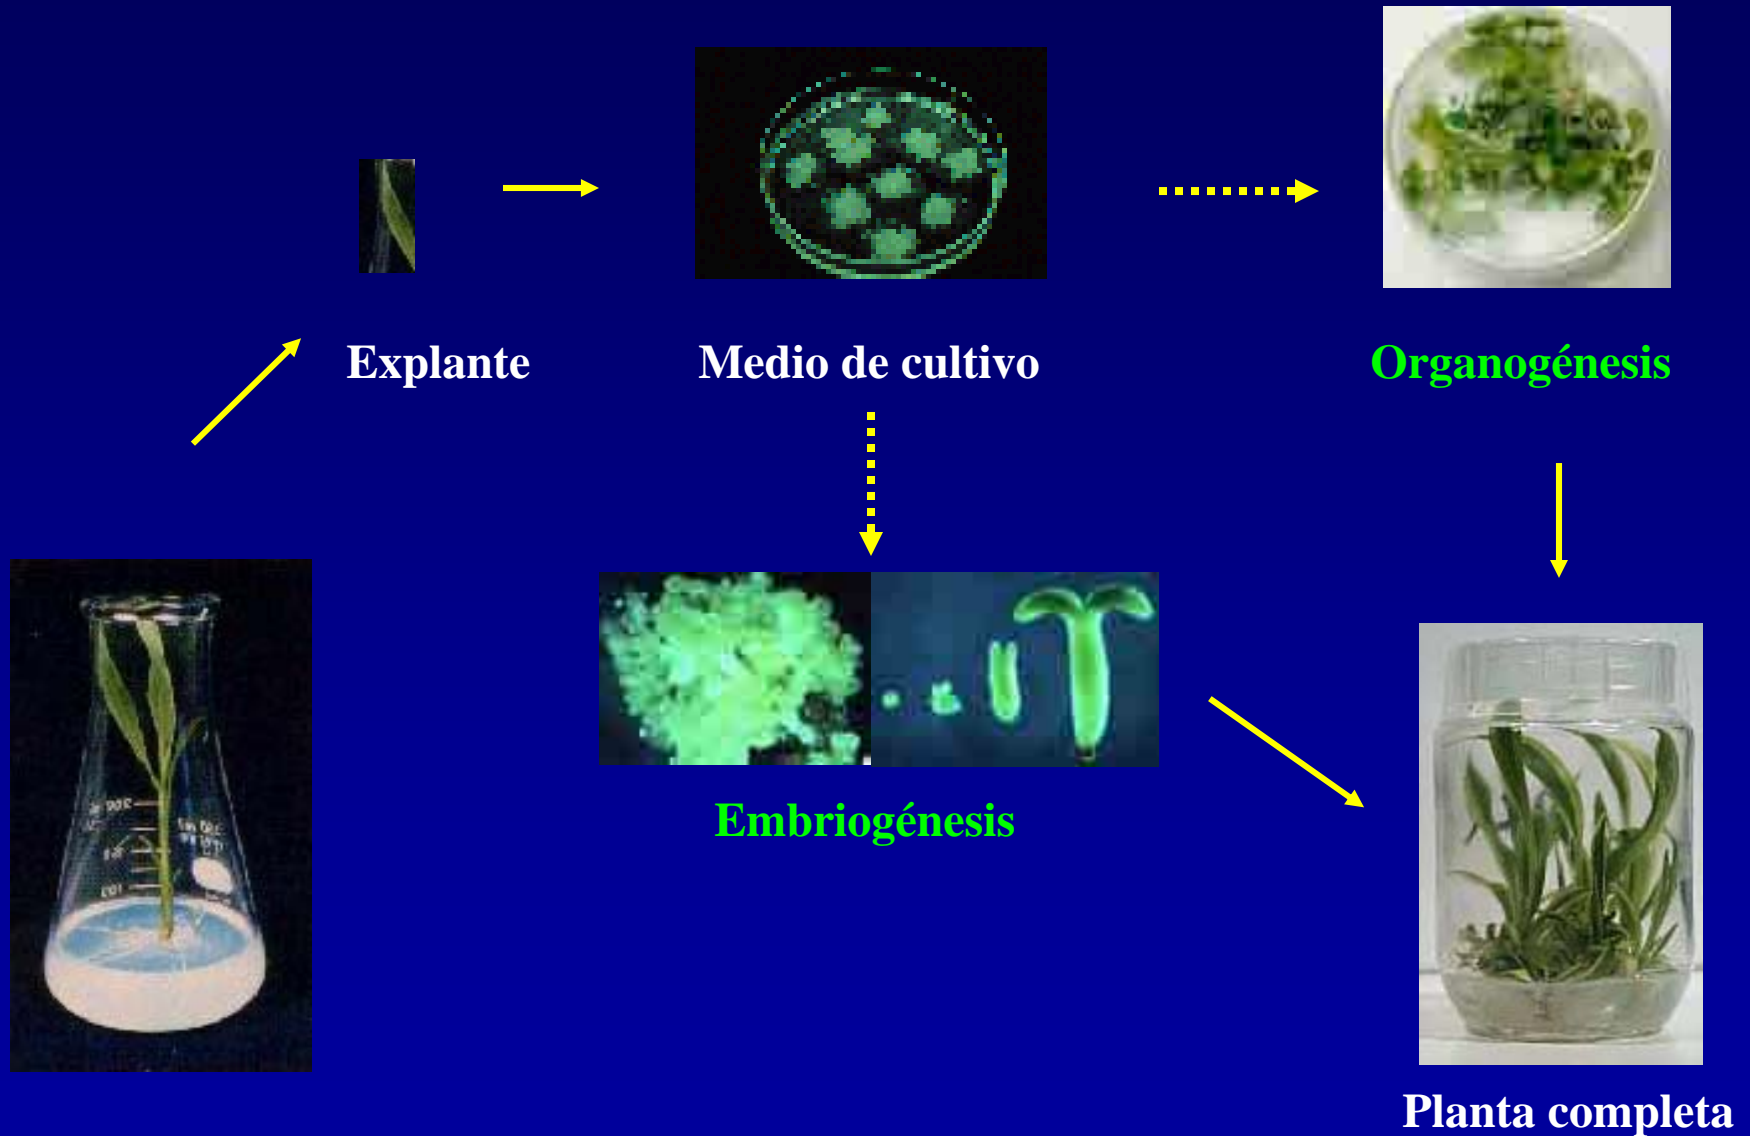 Explante
Medio de cultivo
Organogénesis
Embriogénesis
Planta completa